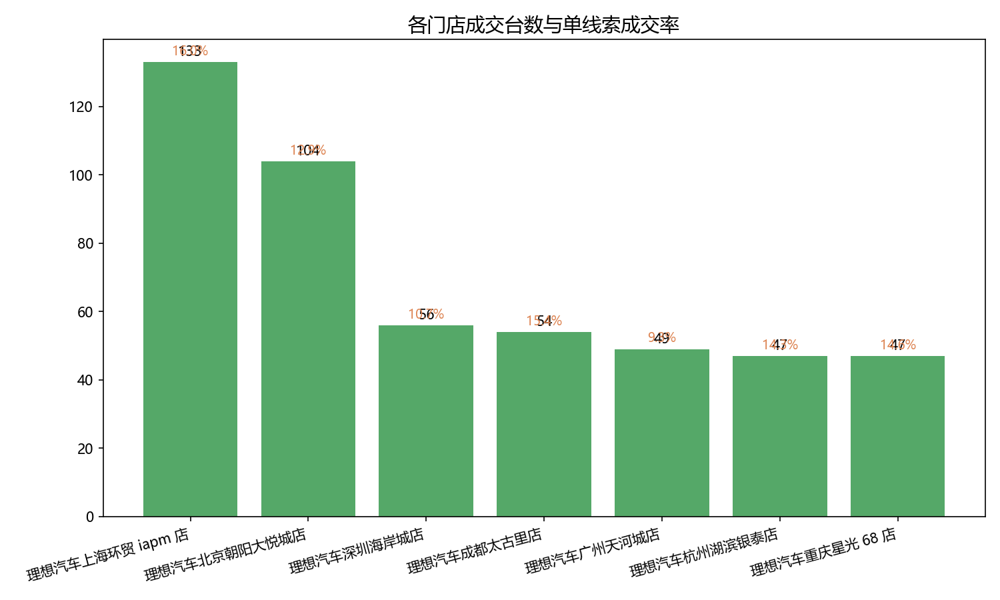 各门店成交台数与单线索成交率
133
16.0%
104
56
54
15.4%
49
47
47
120
100
80
60
40
20
0
理想汽车上海环贸 iapm 店
理想汽车北京朝阳大悦城店
理想汽车深圳海岸城店
理想汽车成都太古里店
理想汽车广州天河城店
理想汽车杭州湖滨银泰店
理想汽车重庆星光 68 店